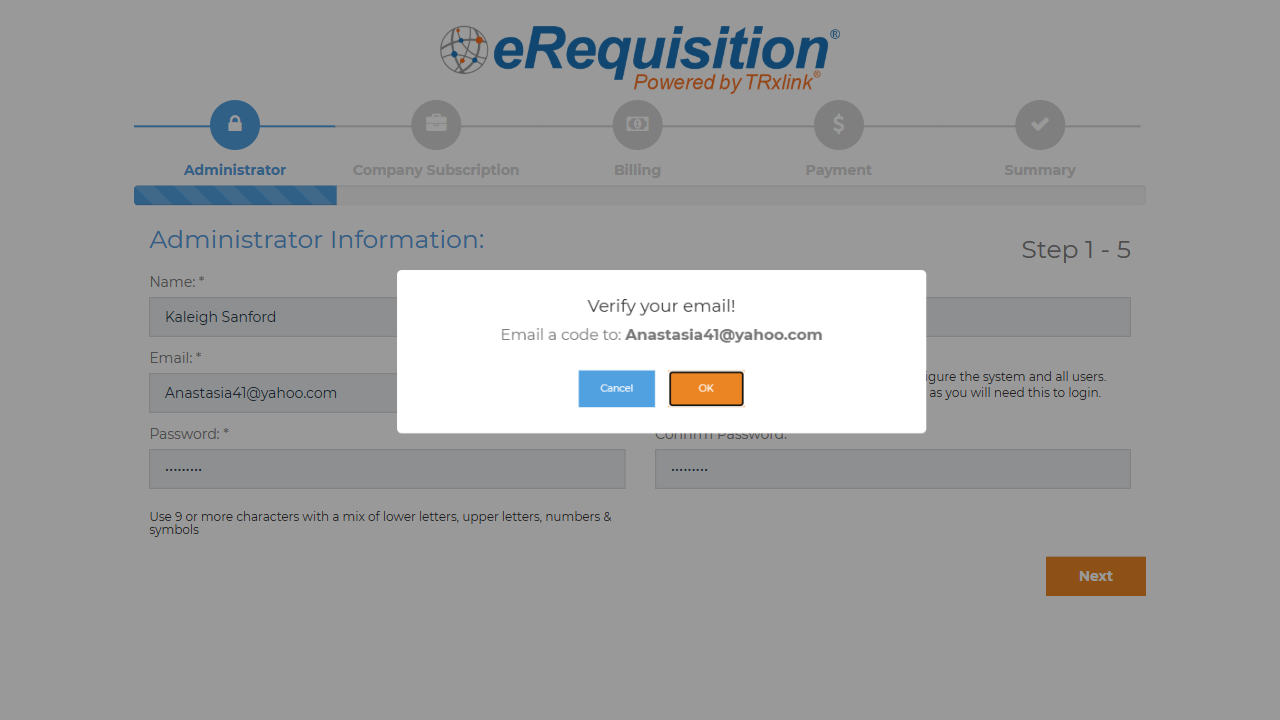 eRequisition®
Powered by TRxlink®
Administrator
Company Subscription
Billing
Payment
Summary
Administrator Information:
Step 1 - 5
Name: *
Kaleigh Sanford
Verify your email!
Email a code to: Anastasia41@yahoo.com
Cancel
OK
Email: *
Anastasia41@yahoo.com
the system and all users.
as you will need this to login.
Password: *
Confirm Password:
•••••••••
•••••••••
Use 9 or more characters with a mix of lower letters, upper letters, numbers &
symbols
Next